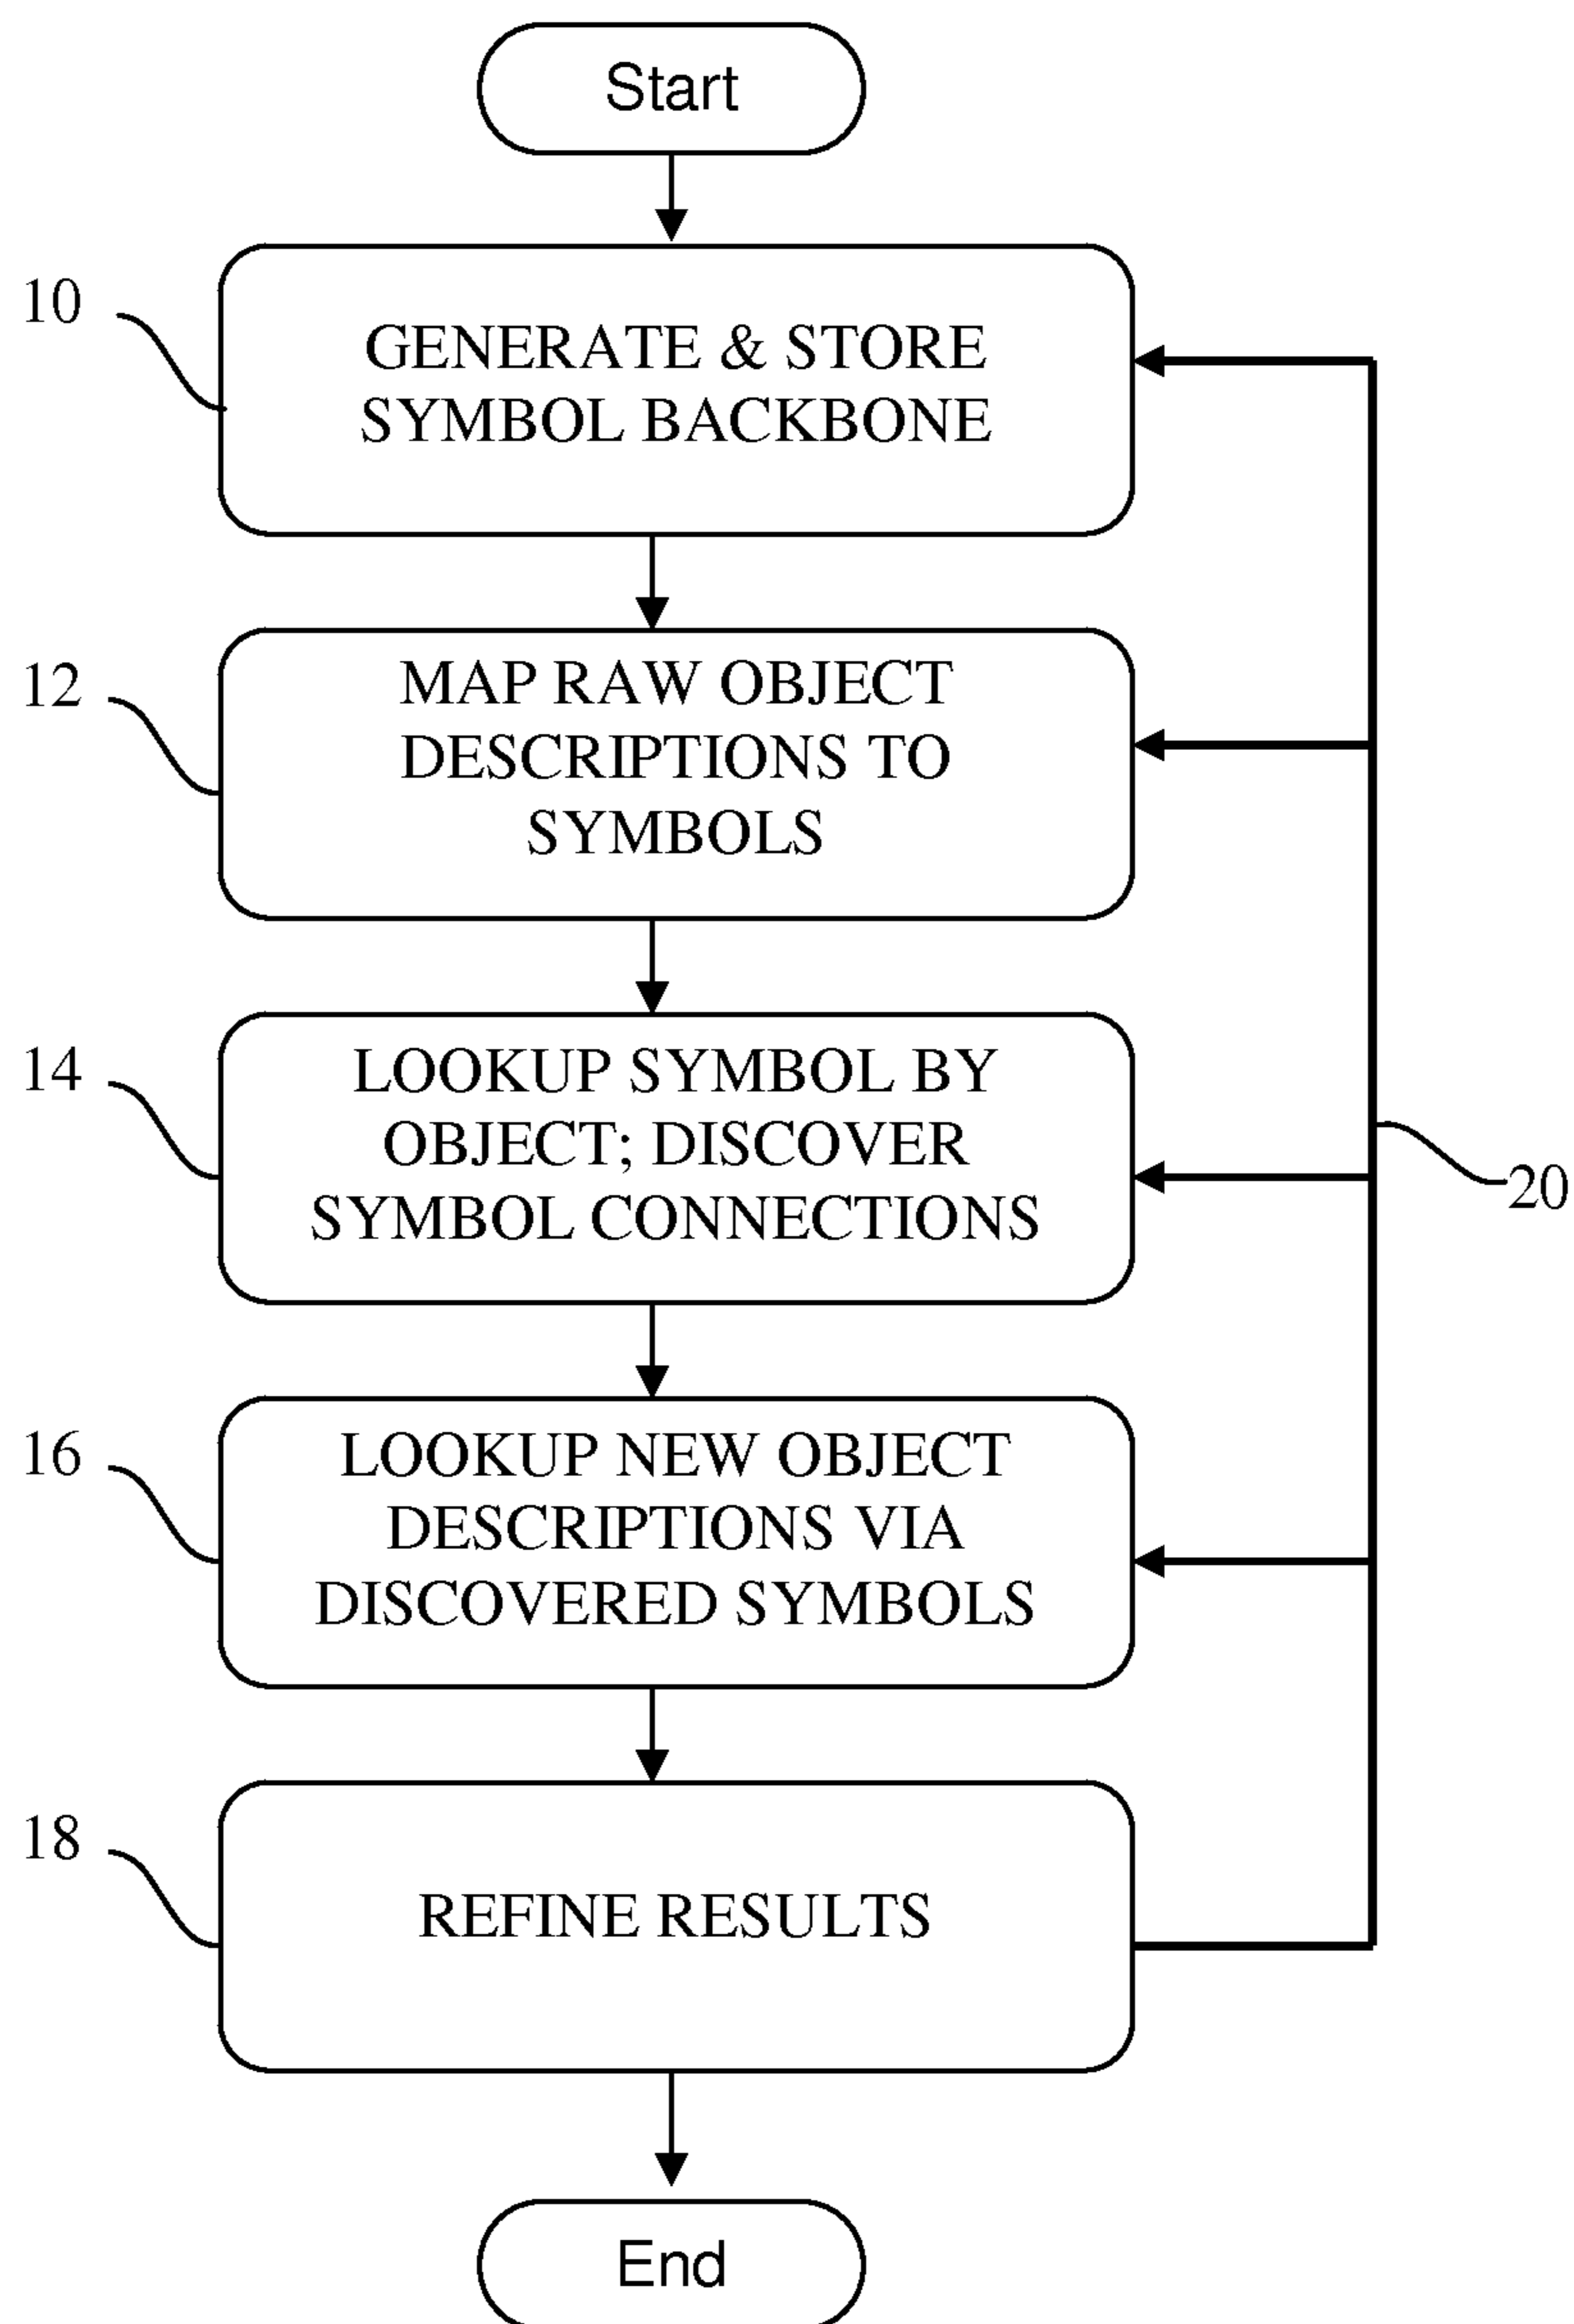 Start
10
GENERATE & STORE
SYMBOL BACKBONE
12
MAP RAW OBJECT
DESCRIPTIONS TO
SYMBOLS
14
LOOKUP SYMBOL BY
OBJECT; DISCOVER
SYMBOL CONNECTIONS
20
16
LOOKUP NEW OBJECT
DESCRIPTIONS VIA
DISCOVERED SYMBOLS
18
REFINE RESULTS
End